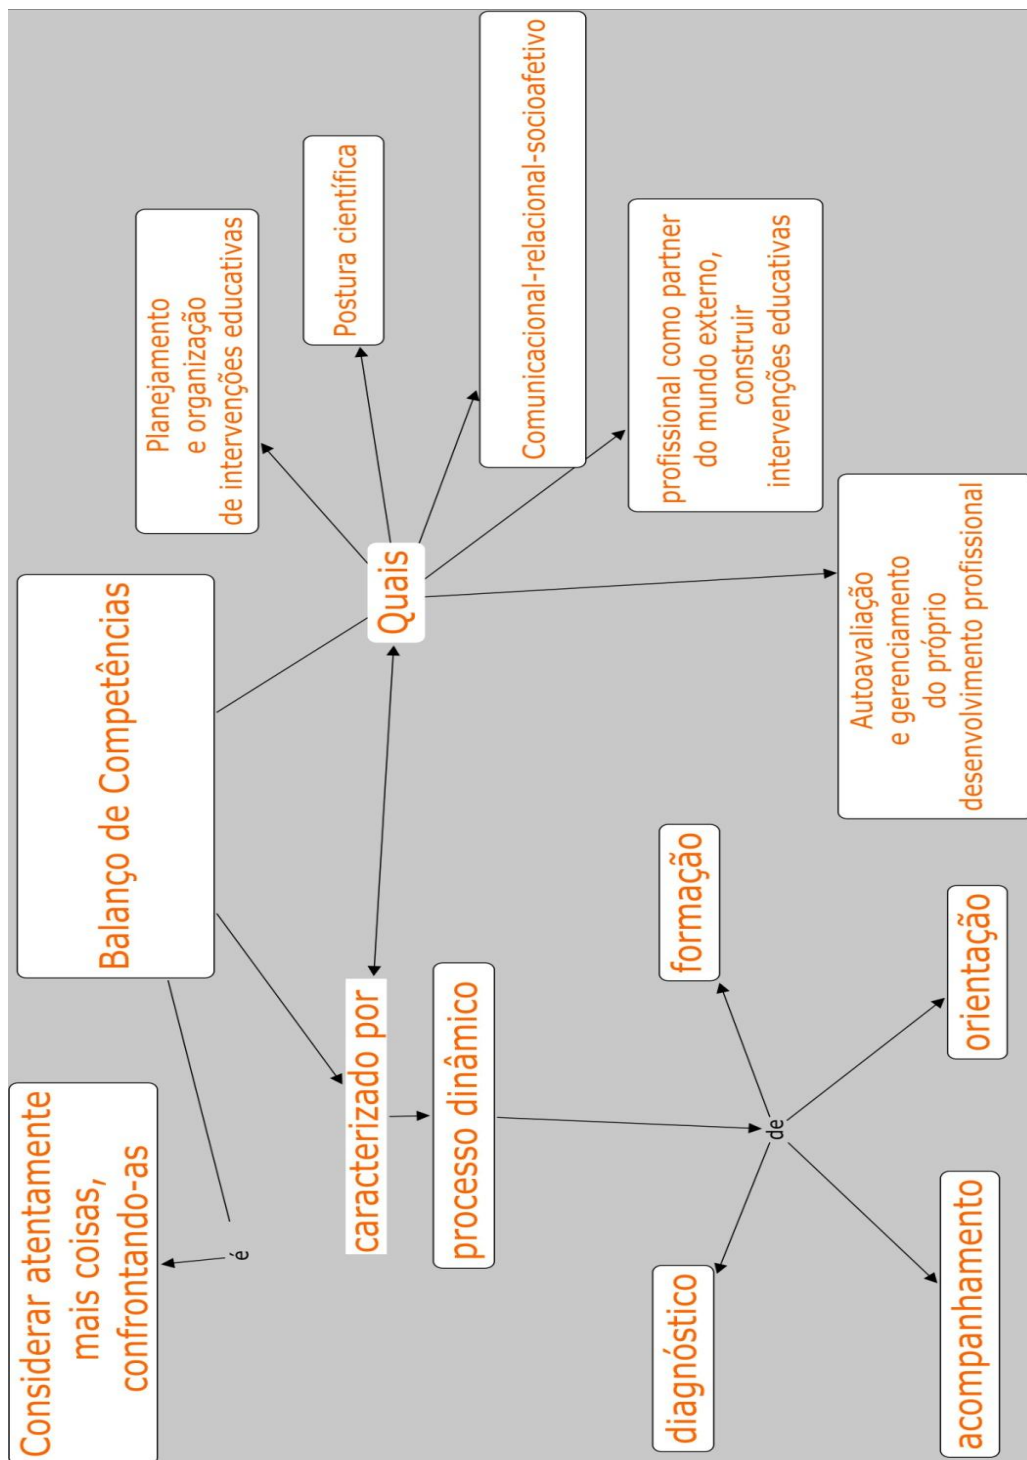 Balanço de Competências
Considerar atentamente
mais coisas,
confrontando-as
é
caracterizado por
Quais
processo dinâmico
Planejamento
e organização
de intervenções educativas
Postura científica
Comunicacional-relacional-socioafetivo
profissional como partner
do mundo externo,
construir
intervenções educativas
Autoavaliação
e gerenciamento
do próprio
desenvolvimento profissional
de
diagnóstico
formação
acompanhamento
orientação